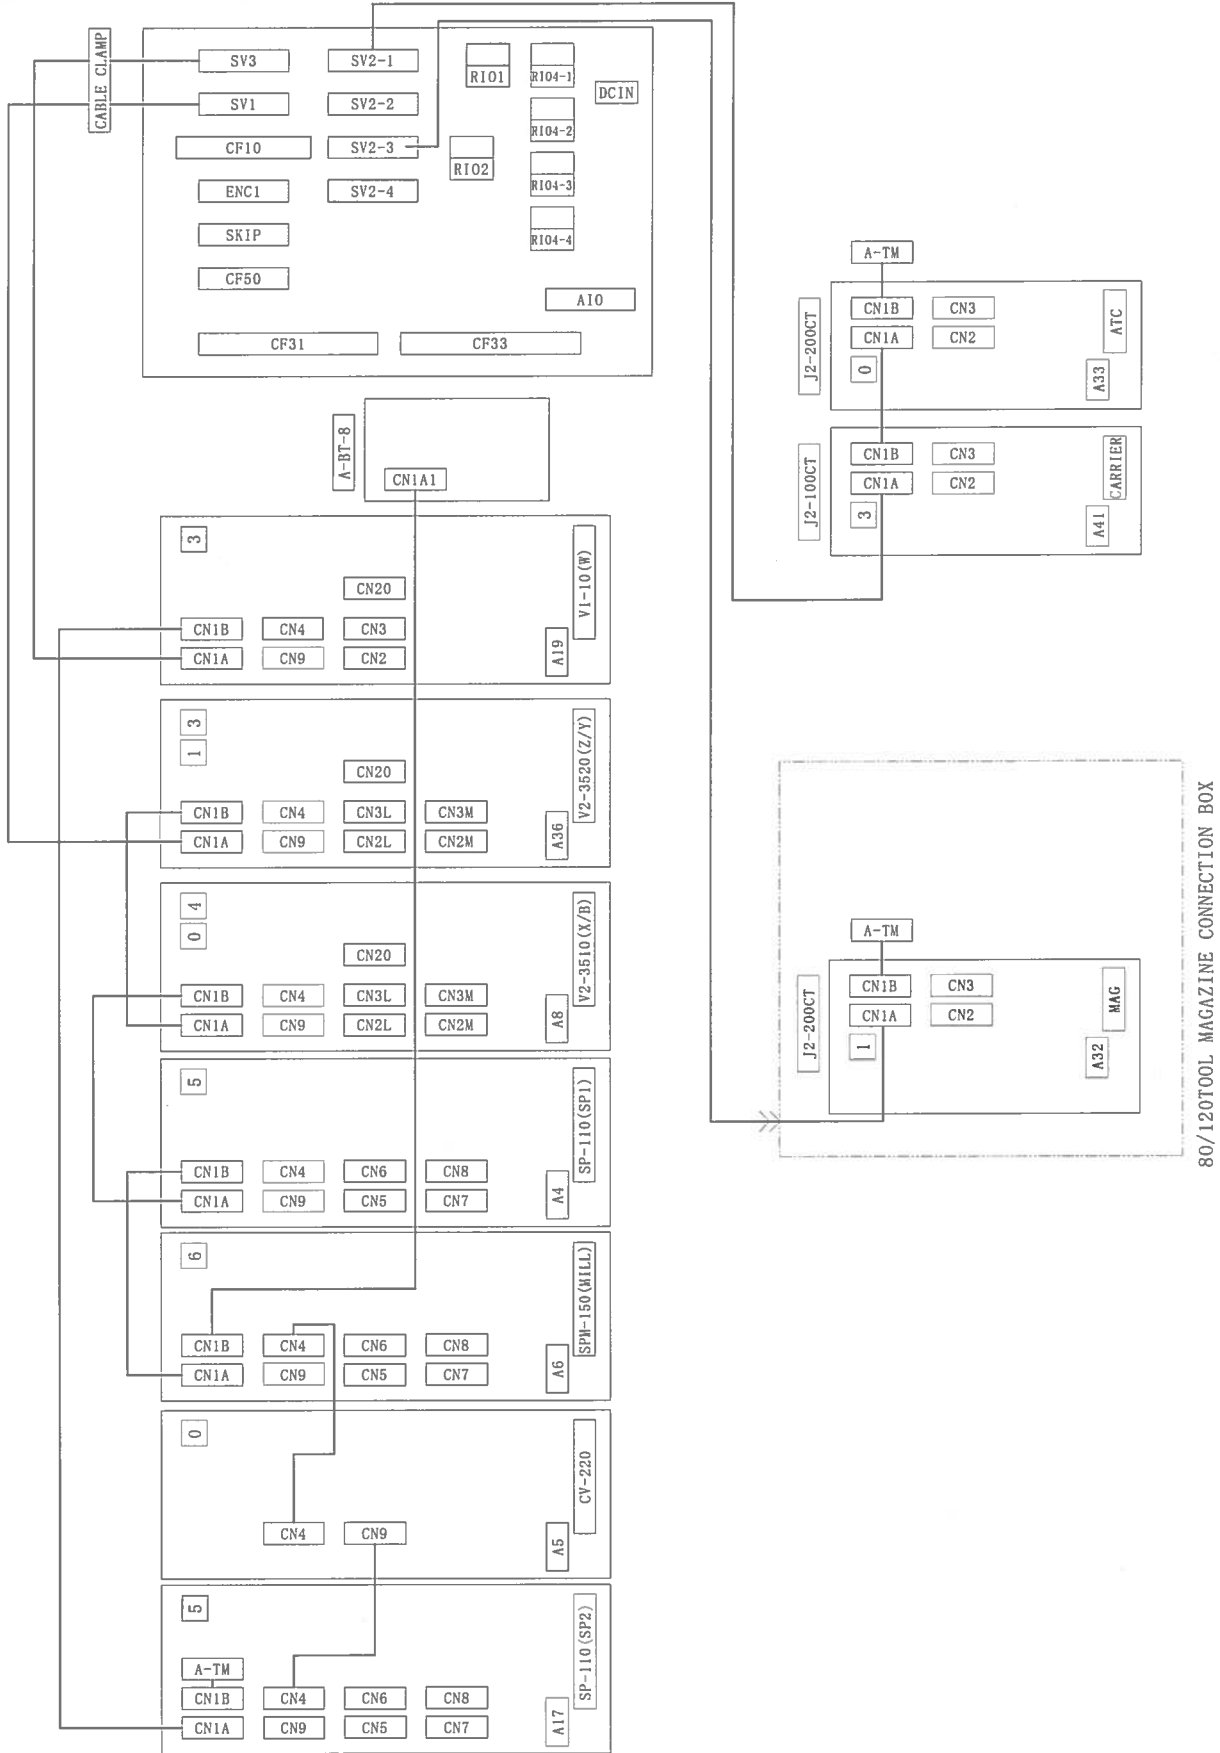 CABLE CLAMP
SV3
SV2-1
RIO1
RIO4-1
DCIN
SV1
SV2-2
RIO4-2
CF10
SV2-3
RIO2
ENC1
SV2-4
RIO4-3
SKIP
RIO4-4
CF50
AIO
CF31
CF33
A-BT-8
CN1A1
3
CN20
V1-10(W)
CN1B
CN4
CN3
CN1A
CN9
CN2
A19
3
1
CN20
V2-3520(Z/Y)
CN1B
CN4
CN3L
CN3M
CN1A
CN9
CN2L
CN2M
A36
4
0
CN20
V2-3510(X/B)
CN1B
CN4
CN3L
CN3M
CN1A
CN9
CN2L
CN2M
A8
5
SP-110(SP1)
CN1B
CN4
CN6
CN8
CN1A
CN9
CN5
CN7
A4
6
SPM-150(MILL)
CN1B
CN4
CN6
CN8
CN1A
CN9
CN5
CN7
A6
0
CV-220
CN4
CN9
A5
5
SP-110(SP2)
A-TM
CN1B
CN4
CN6
CN8
CN1A
CN9
CN5
CN7
A17
A-TM
J2-200CT
CN1B
CN3
ATC
CN1A
CN2
0
A33
J2-100CT
CN1B
CN3
CARRIER
CN1A
CN2
3
A41
A-TM
J2-200CT
CN1B
CN3
MAG
CN1A
CN2
1
A32
80/120TOOL MAGAZINE CONNECTION BOX